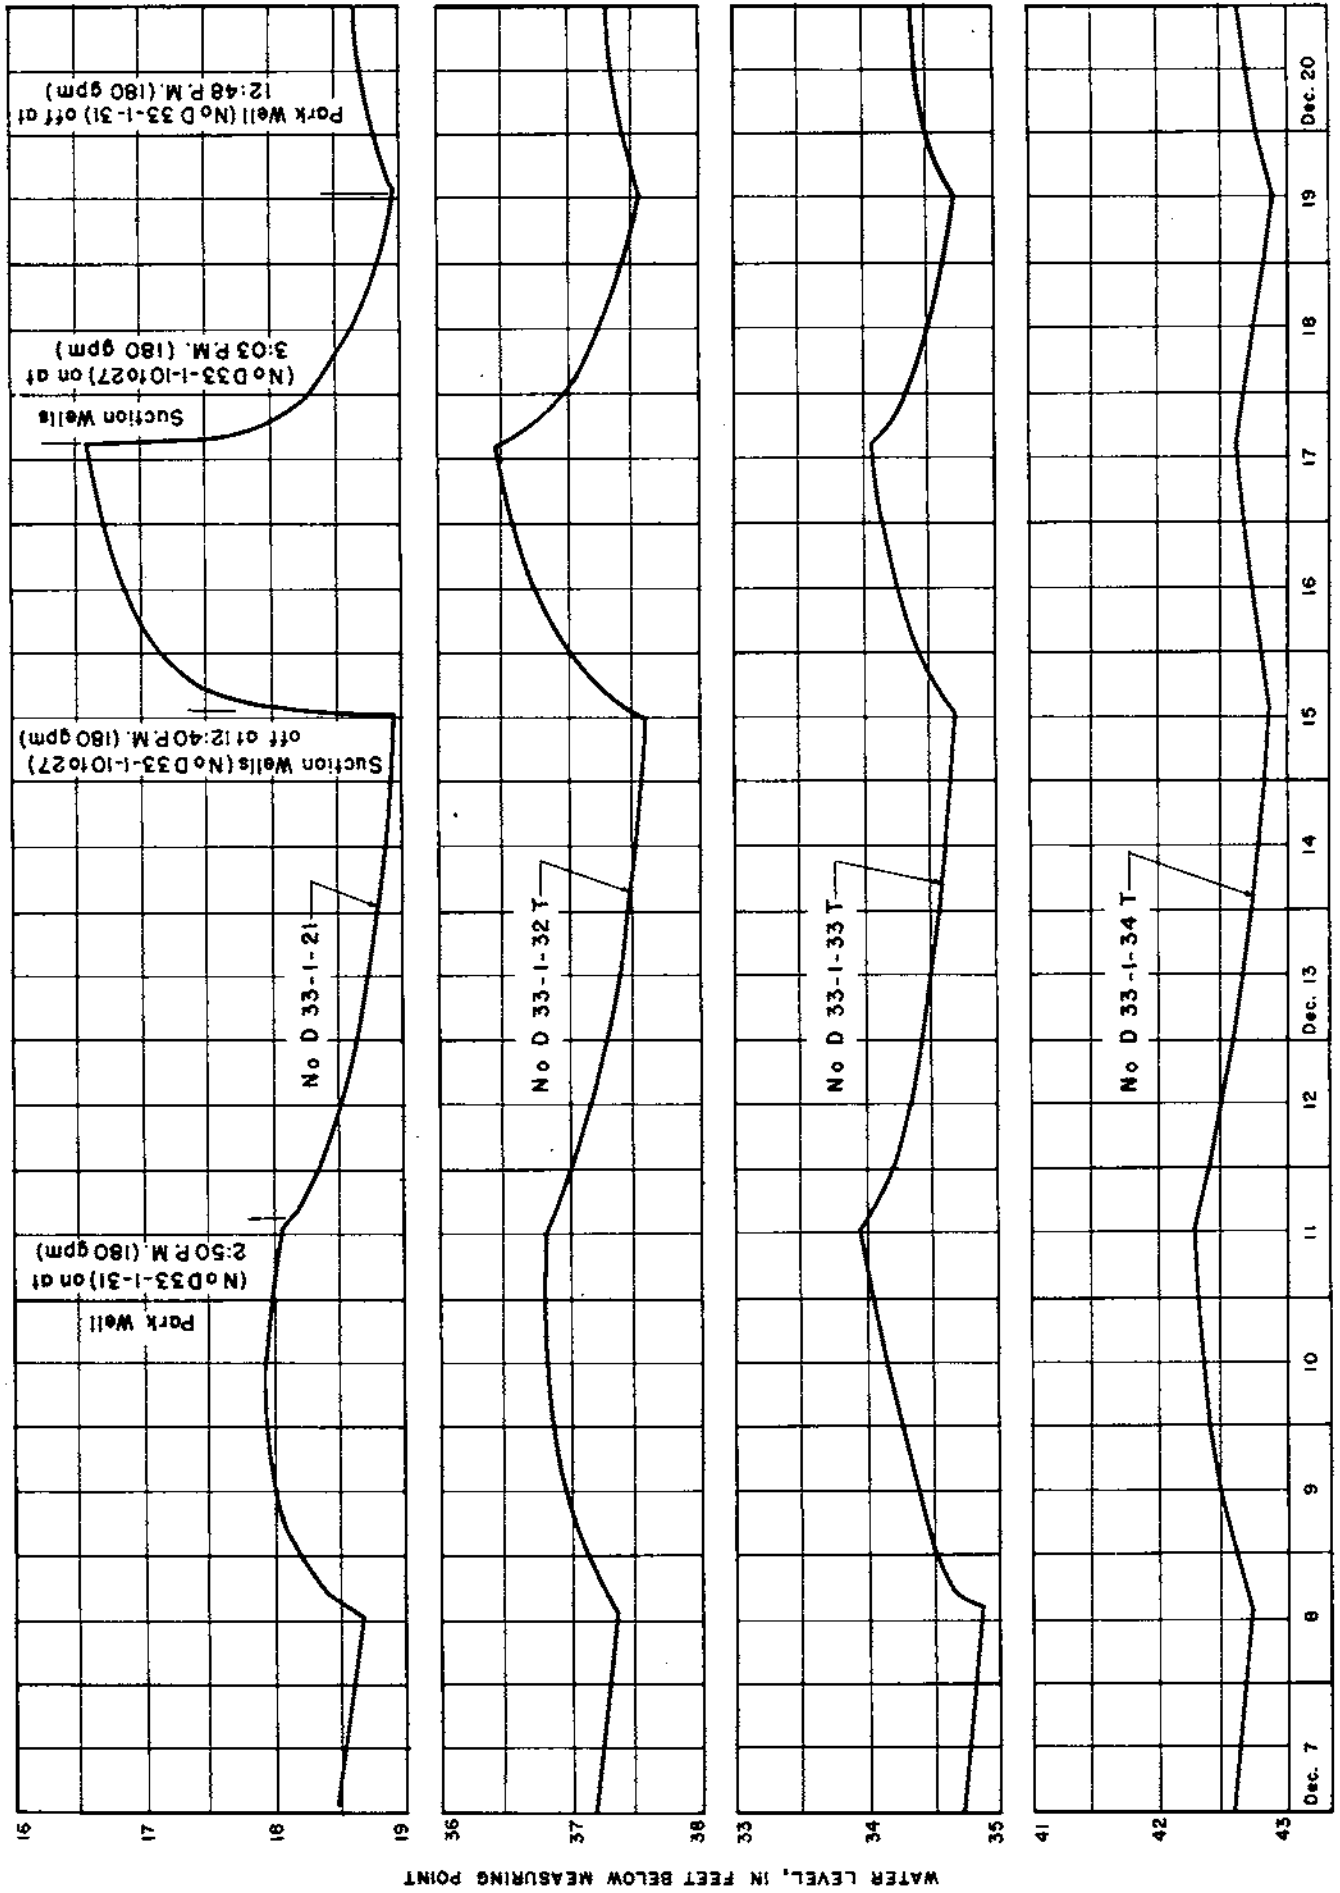 WATER LEVEL, IN FEET BELOW MEASURING POINT
16
17
18
19
Park Well
(No D33-1-31) on at
2:50 P.M. (180 gpm)
No D 33-1-21
Suction Wells (No D33-1-10 to 27)
off at 12:40 P.M. (180 gpm)
Suction Wells
(No D33-1-10 to 27) on at
3:03 P.M. (180 gpm)
Park Well (No D 33-1-31) off at
12:48 P.M. (180 gpm)
36
37
38
No D 33-1-32 T
33
34
35
No D 33-1-33 T
41
42
43
No D 33-1-34 T
Dec. 7
8
9
10
11
12
Dec. 13
14
15
16
17
18
19
Dec. 20